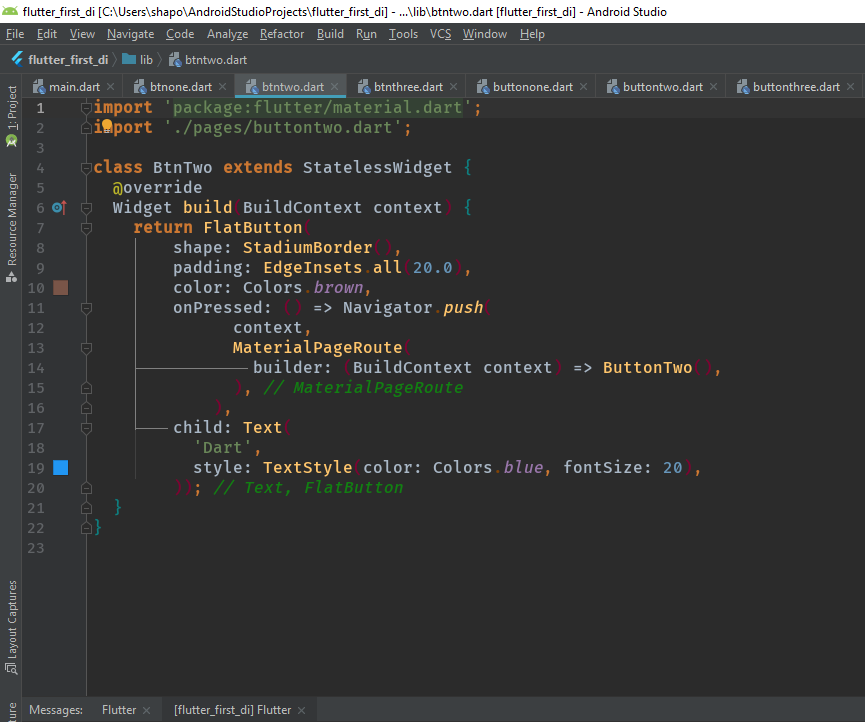 flutter_first_di [C:\Users\shapo\AndroidStudioProjects\flutter_first_di] - ...\lib\btntwo.dart [flutter_first_di] - Android Studio
File Edit View Navigate Code Analyze Refactor Build Run Tools VCS Window Help
flutter_first_di lib btntwo.dart
main.dart btnone.dart btntwo.dart btnthree.dart buttonone.dart buttontwo.dart buttonthree.dart
1: Project
Resource Manager
Layout Captures
1 import 'package:flutter/material.dart';
2 import './pages/buttontwo.dart';
3
4 class BtnTwo extends StatelessWidget {
5 @override
6 Widget build(BuildContext context) {
7 return FlatButton(
8 shape: StadiumBorder(),
9 padding: EdgeInsets.all(20.0),
10 color: Colors.brown,
11 onPressed: () => Navigator.push(
12 context,
13 MaterialPageRoute(
14 builder: (BuildContext context) => ButtonTwo(),
15 ), // MaterialPageRoute
16 ),
17 child: Text(
18 'Dart',
19 style: TextStyle(color: Colors.blue, fontSize: 20),
20 )); // Text, FlatButton
21 }
22 }
23
Messages: Flutter [flutter_first_di] Flutter